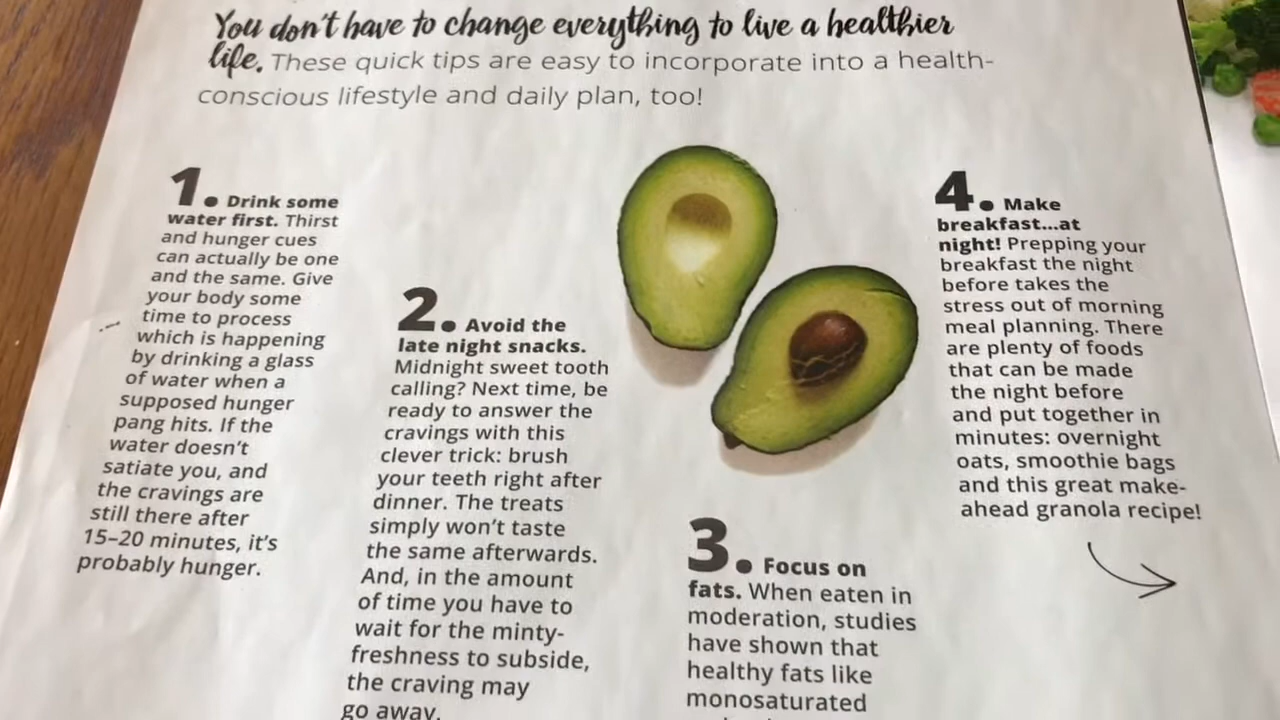 You don't have to change everything to live a healthier
life. These quick tips are easy to incorporate into a health-
conscious lifestyle and daily plan, too!
1. Drink some
water first. Thirst
and hunger cues
can actually be one
and the same. Give
your body some
time to process
which is happening
by drinking a glass
of water when a
supposed hunger
pang hits. If the
water doesn't
satiate you, and
the cravings are
still there after
15–20 minutes, it's
probably hunger.
2. Avoid the
late night snacks.
Midnight sweet tooth
calling? Next time, be
ready to answer the
cravings with this
clever trick: brush
your teeth right after
dinner. The treats
simply won't taste
the same afterwards.
And, in the amount
of time you have to
wait for the minty-
freshness to subside,
the craving may
go away.
3. Focus on
fats. When eaten in
moderation, studies
have shown that
healthy fats like
monosaturated
4. Make
breakfast...at
night! Prepping your
breakfast the night
before takes the
stress out of morning
meal planning. There
are plenty of foods
that can be made
the night before
and put together in
minutes: overnight
oats, smoothie bags
and this great make-
ahead granola recipe!